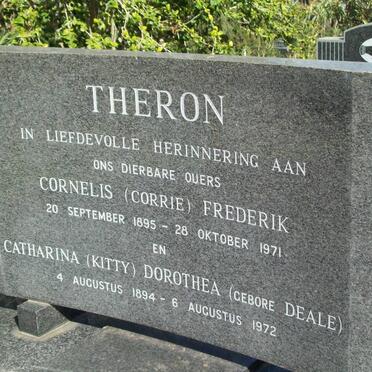 THERON
IN LIEFDEVOLLE HERINNERING AAN
ONS DIERBARE OUERS
CORNELIS (CORRIE) FREDERIK
20 SEPTEMBER 1895 – 28 OKTOBER 1971
EN
CATHARINA (KITTY) DOROTHEA (GEBORE DEALE)
4 AUGUSTUS 1894 – 6 AUGUSTUS 1972